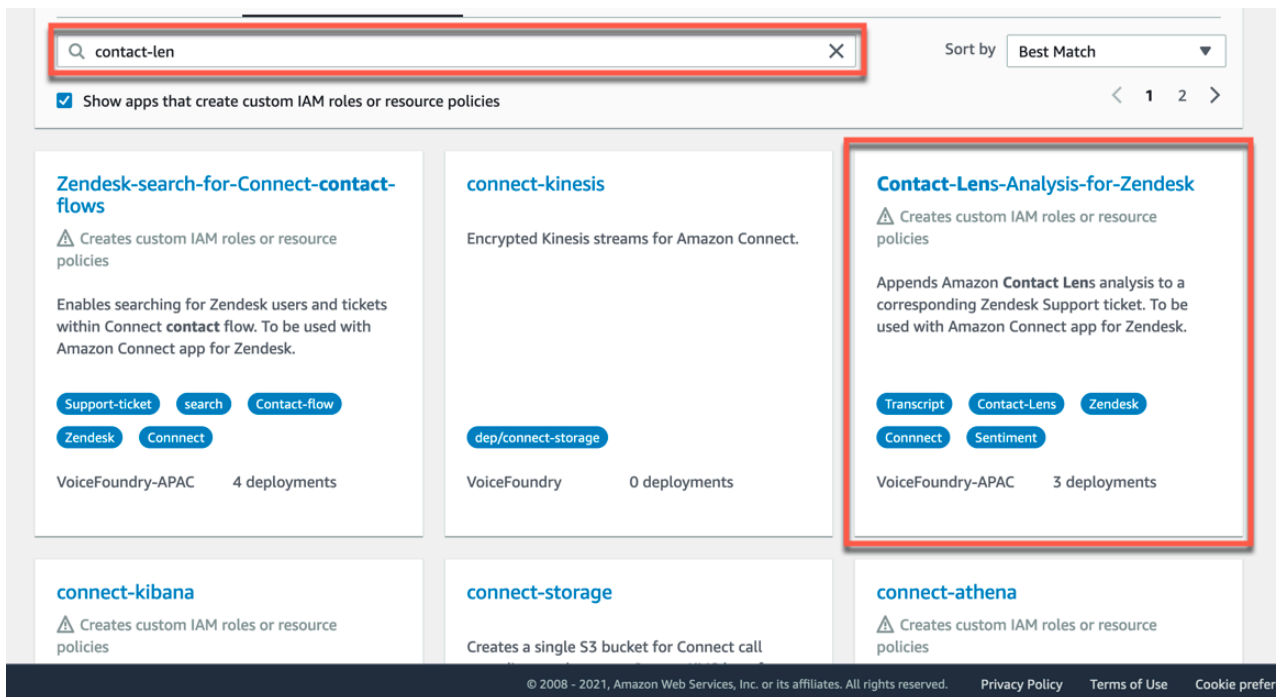 contact-len
Sort by Best Match
Show apps that create custom IAM roles or resource policies
1 2
Zendesk-search-for-Connect-contact-
flows
Creates custom IAM roles or resource
policies
Enables searching for Zendesk users and tickets
within Connect contact flow. To be used with
Amazon Connect app for Zendesk.
Support-ticket search Contact-flow
Zendesk Connnect
VoiceFoundry-APAC 4 deployments
connect-kinesis
Encrypted Kinesis streams for Amazon Connect.
dep/connect-storage
VoiceFoundry 0 deployments
Contact-Lens-Analysis-for-Zendesk
Creates custom IAM roles or resource
policies
Appends Amazon Contact Lens analysis to a
corresponding Zendesk Support ticket. To be
used with Amazon Connect app for Zendesk.
Transcript Contact-Lens Zendesk
Connnect Sentiment
VoiceFoundry-APAC 3 deployments
connect-kibana
Creates custom IAM roles or resource
policies
connect-storage
Creates a single S3 bucket for Connect call
connect-athena
Creates custom IAM roles or resource
policies
© 2008 - 2021, Amazon Web Services, Inc. or its affiliates. All rights reserved. Privacy Policy Terms of Use Cookie prefer